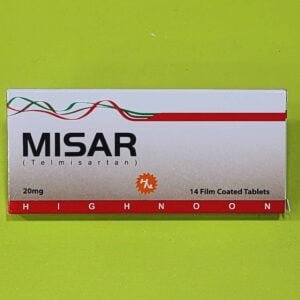 MISAR
(Telmisartan)
20mg
14 Film Coated Tablets
HIGHNOON